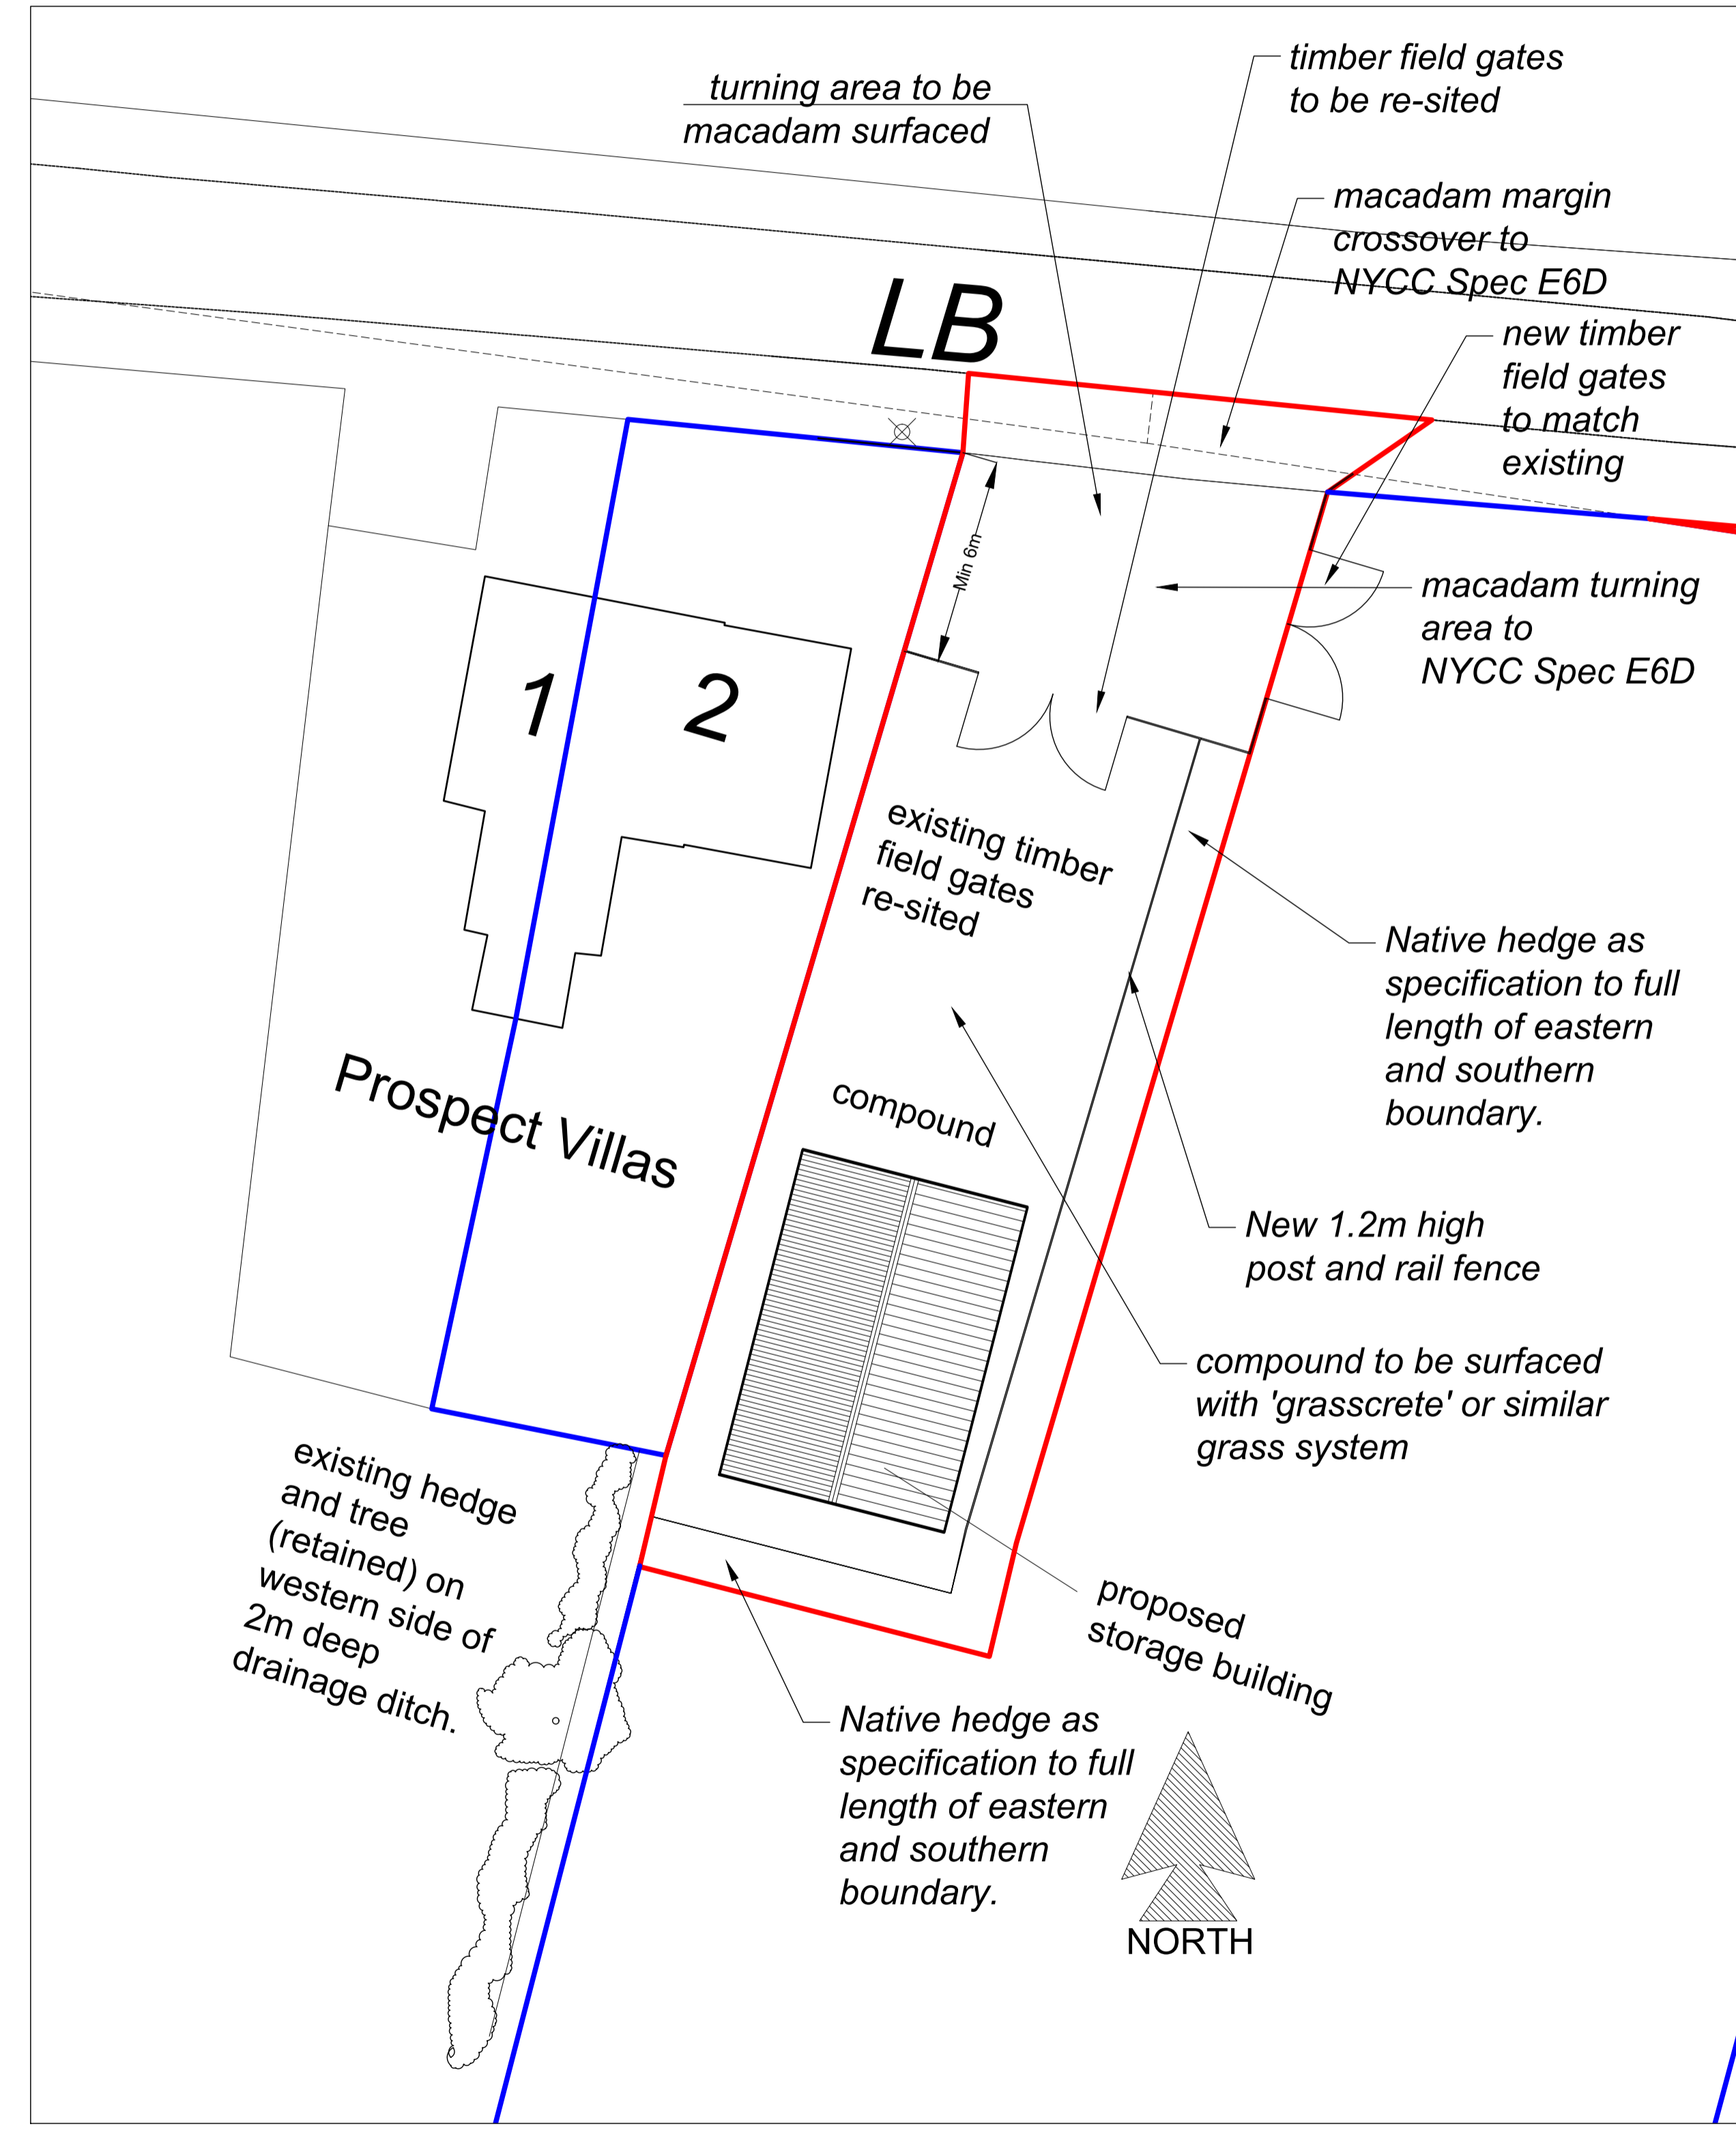 turning area to be
macadam surfaced
timber field gates
to be re-sited
macadam margin
crossover to
NYCC Spec E6D
LB
new timber
field gates
to match
existing
Min 6m
macadam turning
area to
NYCC Spec E6D
1
2
existing timber
field gates
re-sited
Native hedge as
specification to full
length of eastern
and southern
boundary.
Prospect Villas
compound
New 1.2m high
post and rail fence
compound to be surfaced
with 'grasscrete' or similar
grass system
existing hedge
and tree
(retained) on
western side of
2m deep
drainage ditch.
proposed
storage building
Native hedge as
specification to full
length of eastern
and southern
boundary.
NORTH